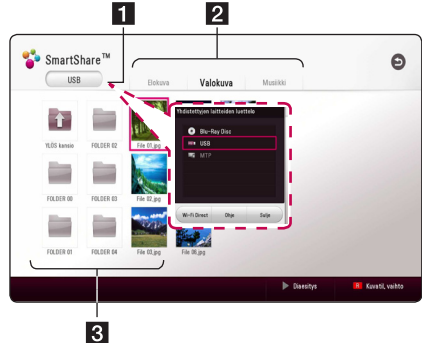 1
2
SmartShare™
USB
Elokuva
Valokuva
Musiikki
Yhdistettyjen laitteiden luettelo
Blu-Ray Disc
USB
MTP
Wi-Fi Direct
Ohje
Sulje
YLÖS kansio
FOLDER 02
File 01.jpg
FOLDER 00
FOLDER 03
File 02.jpg
FOLDER 01
FOLDER 04
File 03.jpg
File 06.jpg
Diaesitys
R
Kuvatil, vaihto
3